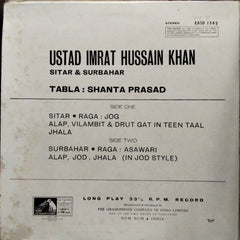 STEREO EASD 1345
USTAD IMRAT HUSSAIN KHAN
SITAR & SURBAHAR
TABLA : SHANTA PRASAD
SIDE ONE
SITAR • RAGA : JOG
ALAP, VILAMBIT & DRUT GAT IN TEEN TAAL
JHALA
SIDE TWO
SURBAHAR • RAGA : ASAWARI
ALAP, JOD, JHALA (IN JOD STYLE)
LONG PLAY 33⅓ R.P.M. RECORD
THE GRAMOPHONE COMPANY OF INDIA LIMITED
DUM DUM • INDIA